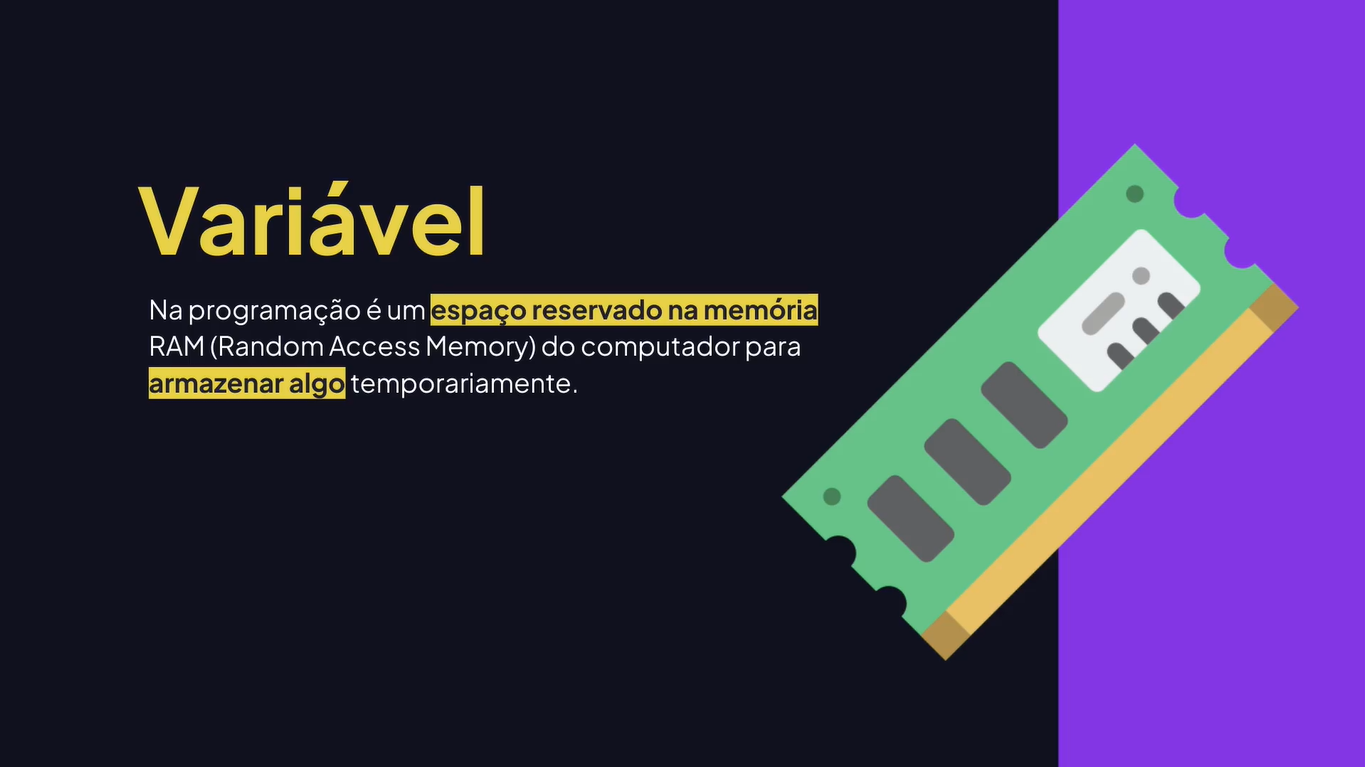 Variável
Na programação é um espaço reservado na memória
RAM (Random Access Memory) do computador para
armazenar algo temporariamente.